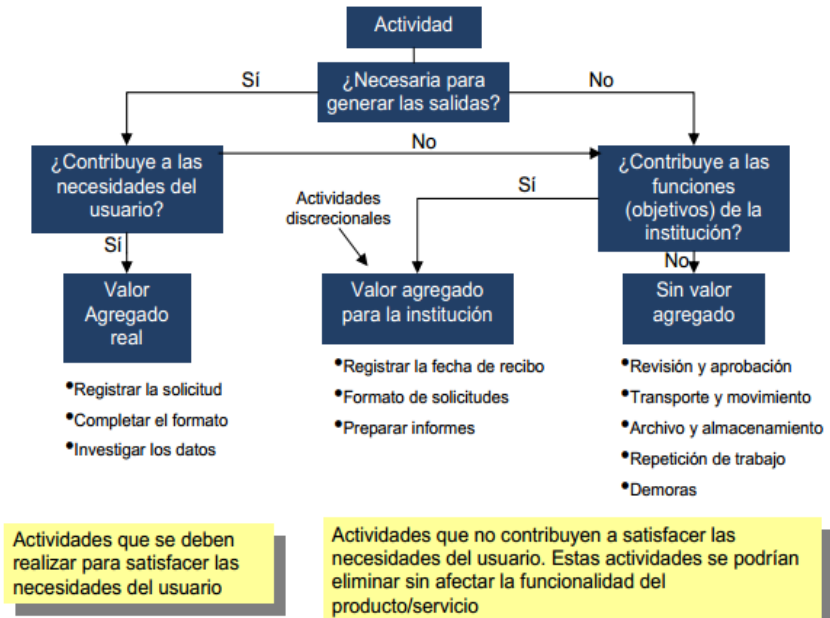 Actividad
Sí
¿Necesaria para
generar las salidas?
No
¿Contribuye a las
necesidades del
usuario?
No
¿Contribuye a las
funciones
(objetivos) de la
institución?
Actividades
discrecionales
Sí
Sí
No
Valor
Agregado
real
Valor agregado
para la institución
Sin valor
agregado
•Registrar la solicitud
•Completar el formato
•Investigar los datos
•Registrar la fecha de recibo
•Formato de solicitudes
•Preparar informes
•Revisión y aprobación
•Transporte y movimiento
•Archivo y almacenamiento
•Repetición de trabajo
•Demoras
Actividades que se deben
realizar para satisfacer las
necesidades del usuario
Actividades que no contribuyen a satisfacer las
necesidades del usuario. Estas actividades se podrían
eliminar sin afectar la funcionalidad del
producto/servicio